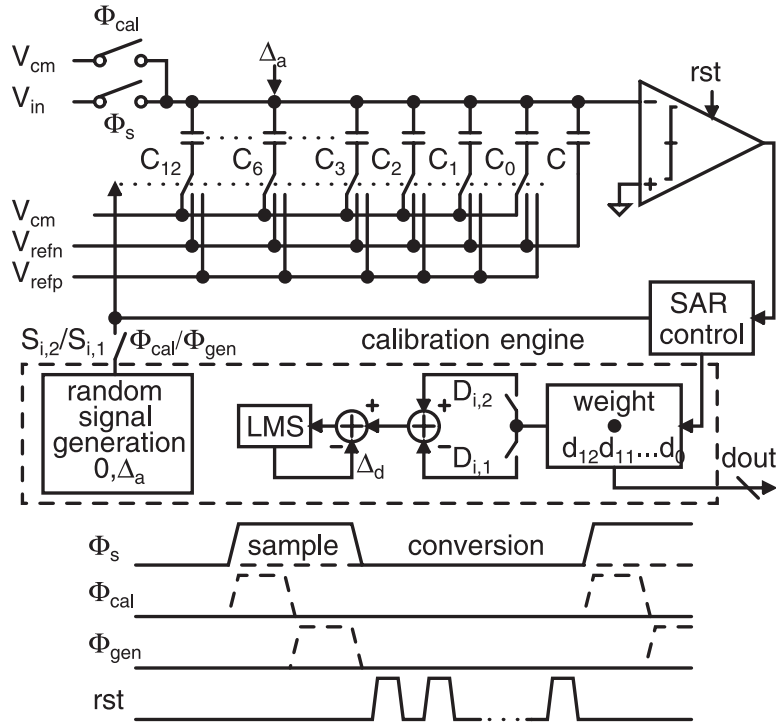 Φcal
Vcm
Vin
Φs
Δa
rst
C12 C6 C3 C2 C1 C0 C
− +
Vcm
Vrefn
Vrefp
SAR control
Si,2/Si,1 Φcal/Φgen calibration engine
random signal generation 0,Δa
LMS
+ − Δd
+ − Di,2 Di,1
weight • d12d11...d0
dout
Φs sample conversion
Φcal
Φgen
rst